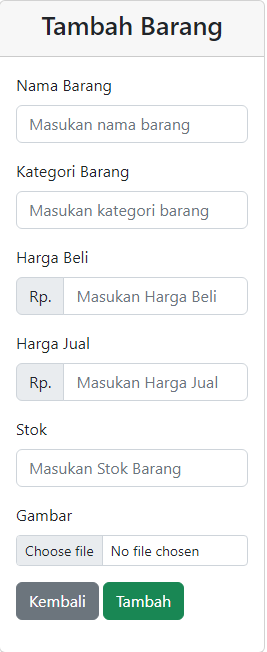 Tambah Barang
Nama Barang
Masukan nama barang
Kategori Barang
Masukan kategori barang
Harga Beli
Rp. Masukan Harga Beli
Harga Jual
Rp. Masukan Harga Jual
Stok
Masukan Stok Barang
Gambar
Choose file No file chosen
Kembali Tambah